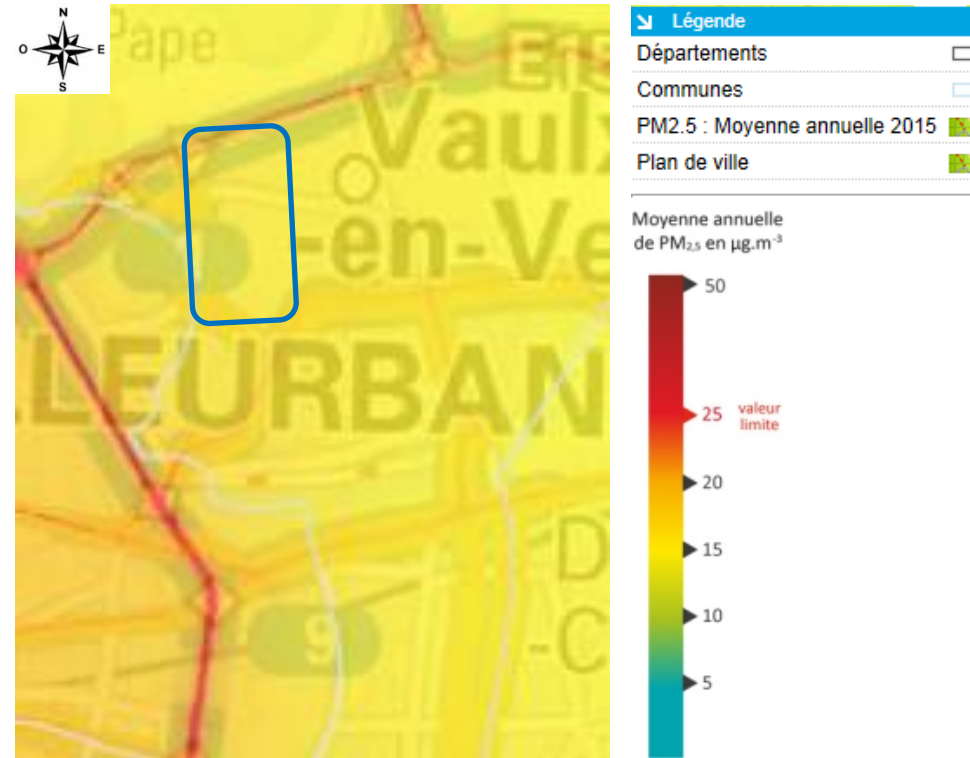 N
O E
S
Pape
Vaulx
-en-Ve
LEURBAN
D
9
-C
Légende
Départements
Communes
PM2.5 : Moyenne annuelle 2015
Plan de ville
Moyenne annuelle
de PM2,5 en µg.m-3
50
25 valeur
limite
20
15
10
5